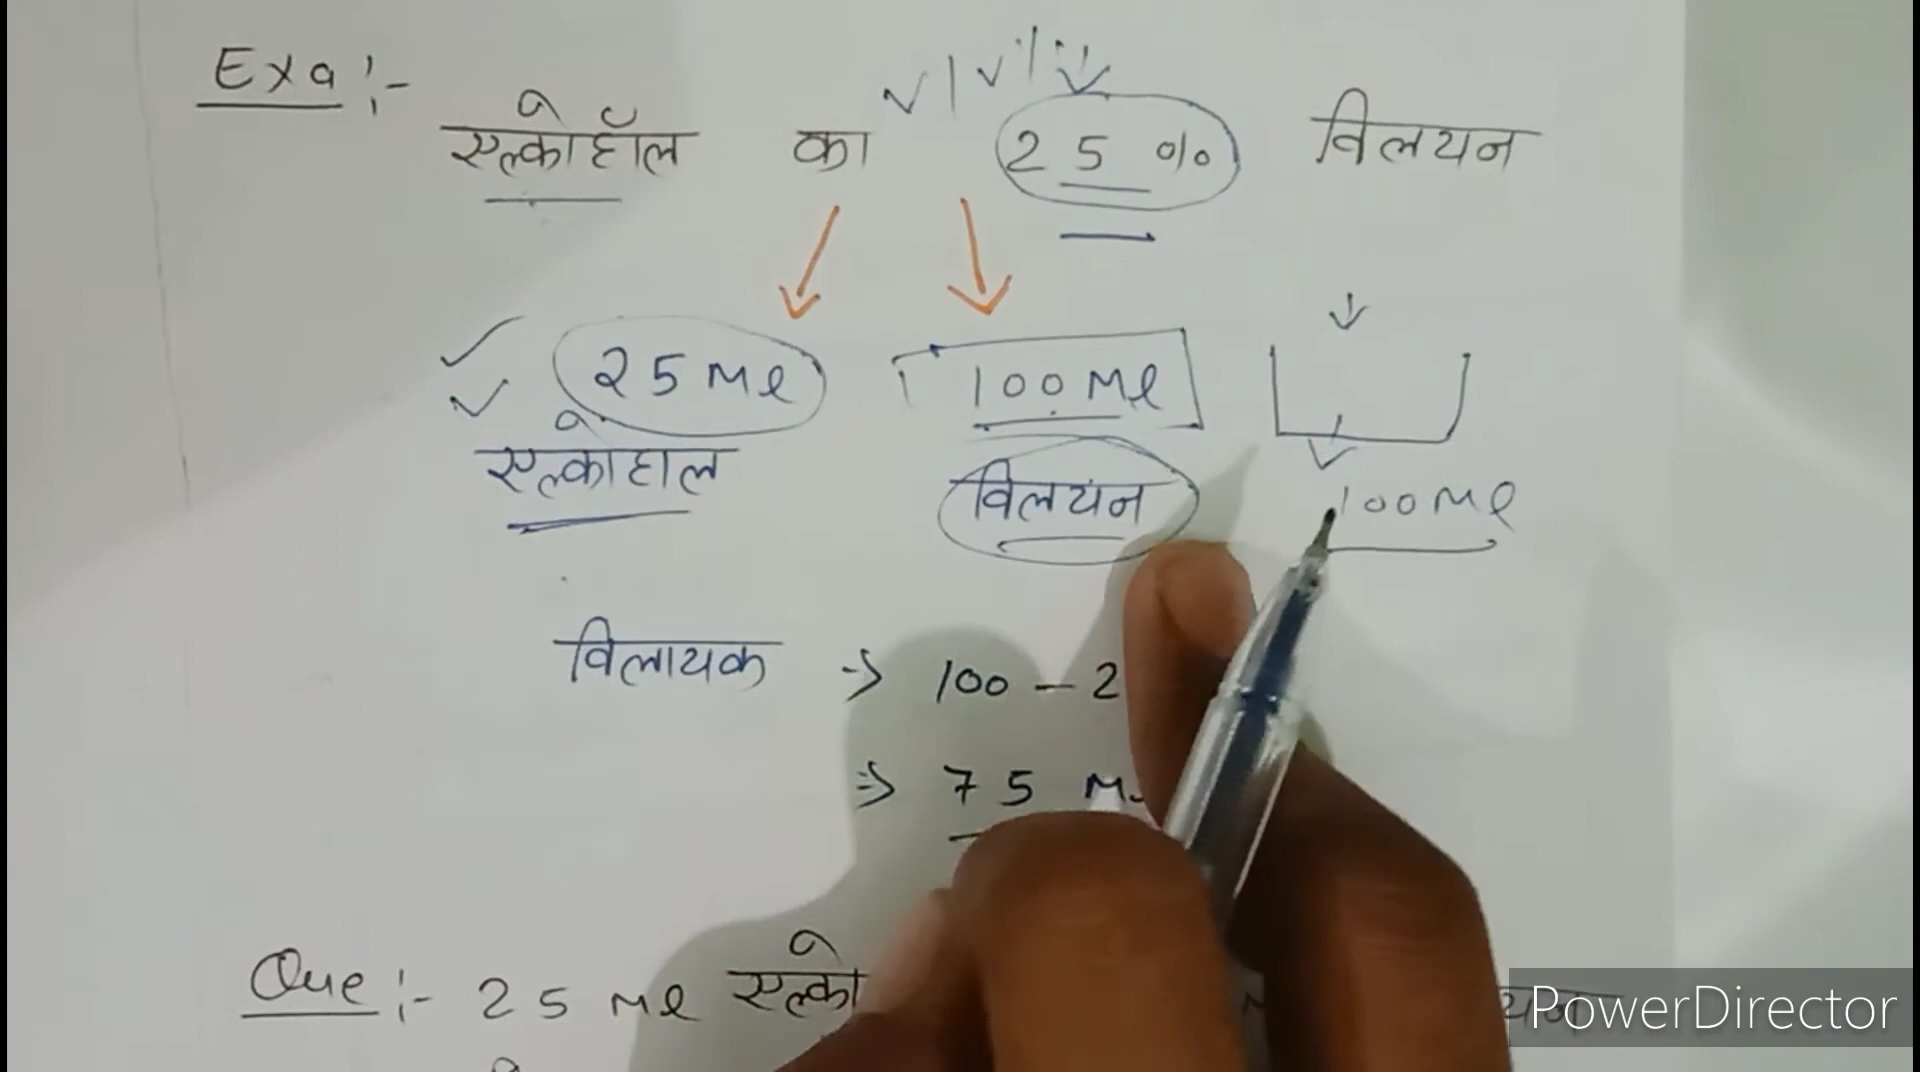 Exa :-
एल्कोहॉल का 25 % विलयन
25 Ml 100 Ml
एल्कोहाल विलयन 100 Ml
विलायक → 100 – 2
⇒ 75 M
Que :- 25 Ml एल्को
PowerDirector